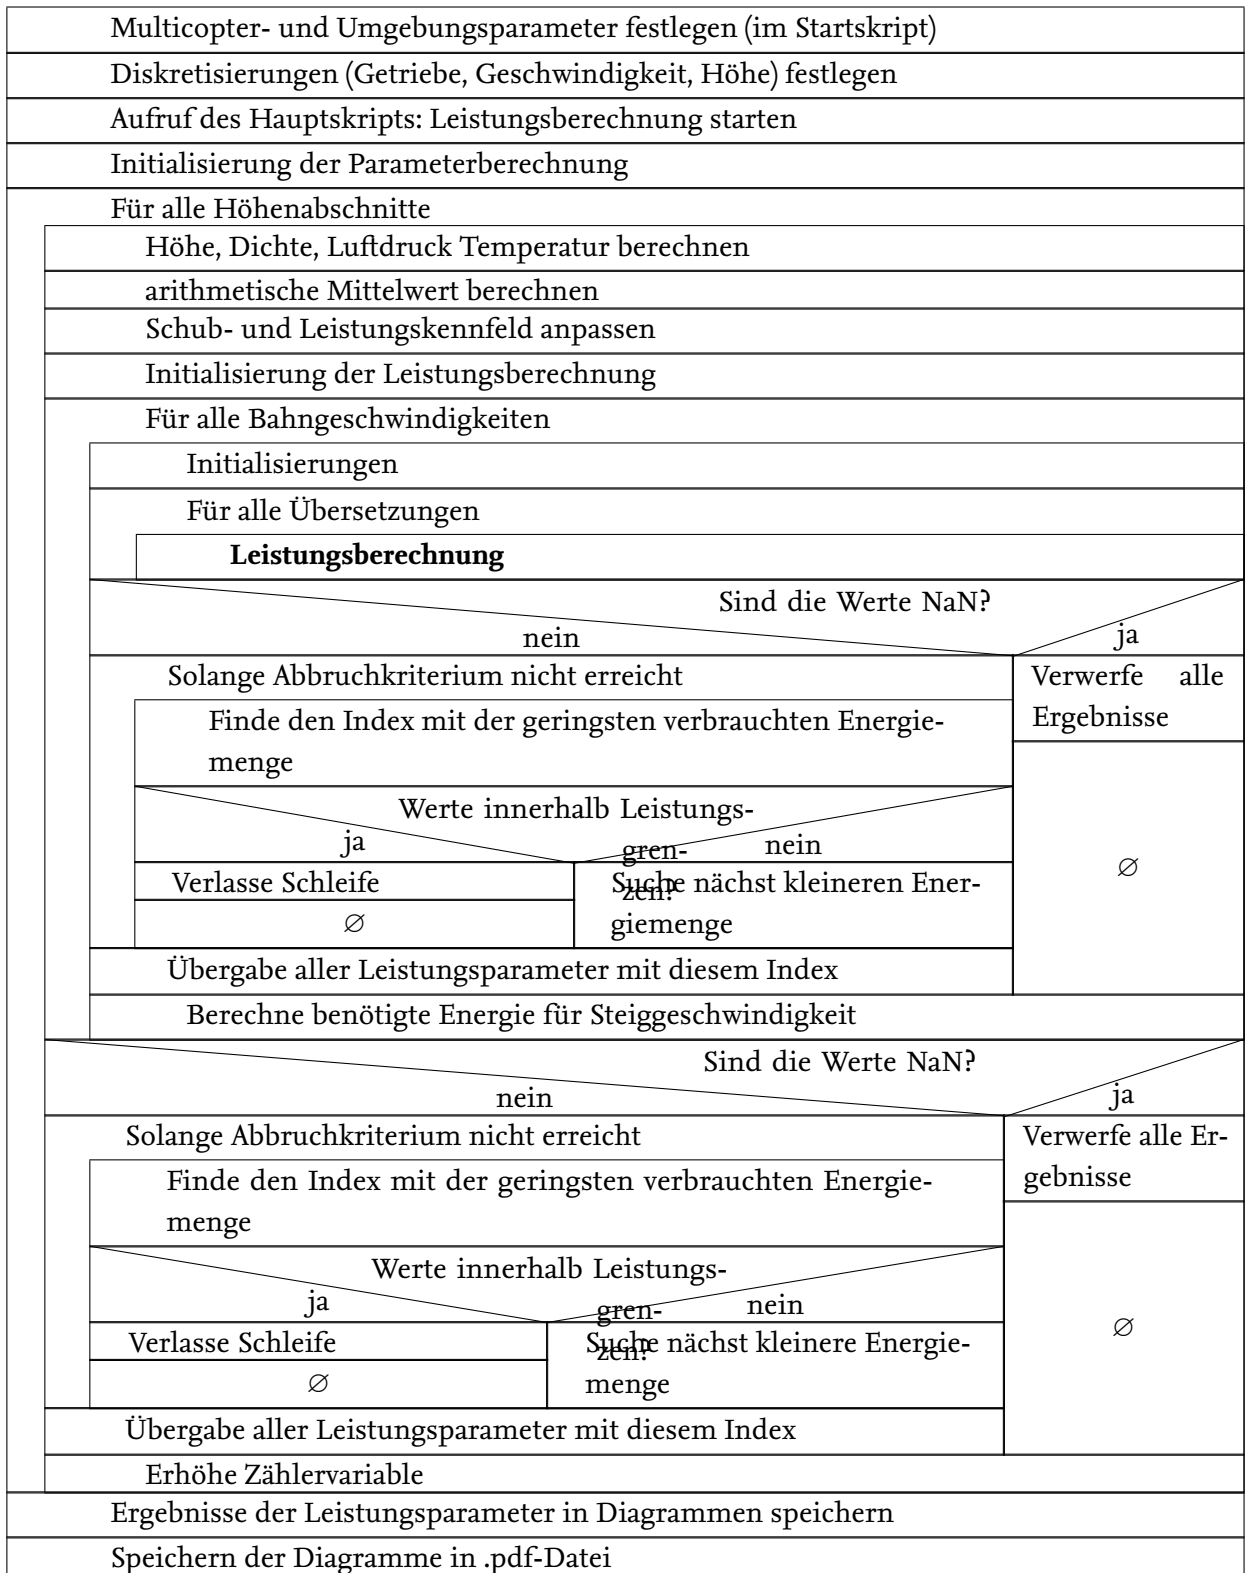 Multicopter- und Umgebungsparameter festlegen (im Startskript)
Diskretisierungen (Getriebe, Geschwindigkeit, Höhe) festlegen
Aufruf des Hauptskripts: Leistungsberechnung starten
Initialisierung der Parameterberechnung
Für alle Höhenabschnitte
Höhe, Dichte, Luftdruck Temperatur berechnen
arithmetische Mittelwert berechnen
Schub- und Leistungskennfeld anpassen
Initialisierung der Leistungsberechnung
Für alle Bahngeschwindigkeiten
Initialisierungen
Für alle Übersetzungen
Leistungsberechnung
Sind die Werte NaN?
nein
ja
Solange Abbruchkriterium nicht erreicht
Finde den Index mit der geringsten verbrauchten Energie-
menge
Werte innerhalb Leistungs-
gren-
zen?
ja
nein
Verlasse Schleife
∅
Suche nächst kleineren Ener-
giemenge
Übergabe aller Leistungsparameter mit diesem Index
Verwerfe alle
Ergebnisse
∅
Berechne benötigte Energie für Steiggeschwindigkeit
Sind die Werte NaN?
nein
ja
Solange Abbruchkriterium nicht erreicht
Finde den Index mit der geringsten verbrauchten Energie-
menge
Werte innerhalb Leistungs-
gren-
zen?
ja
nein
Verlasse Schleife
∅
Suche nächst kleinere Energie-
menge
Übergabe aller Leistungsparameter mit diesem Index
Verwerfe alle Er-
gebnisse
∅
Erhöhe Zählervariable
Ergebnisse der Leistungsparameter in Diagrammen speichern
Speichern der Diagramme in .pdf-Datei